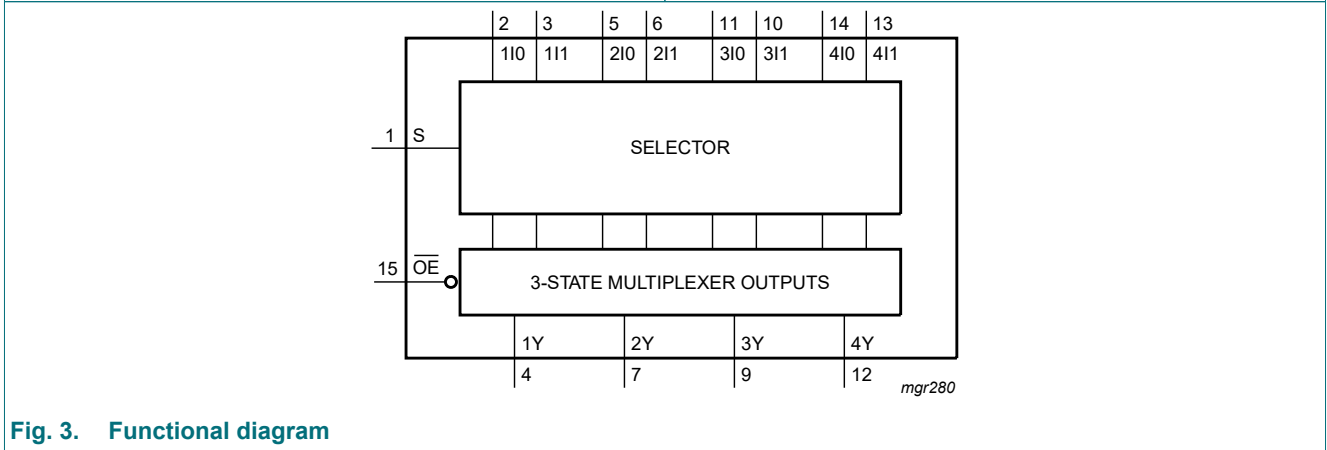 2 3 5 6 11 10 14 13
1I0 1I1 2I0 2I1 3I0 3I1 4I0 4I1
1 S
SELECTOR
15 O̅E̅
3-STATE MULTIPLEXER OUTPUTS
1Y 2Y 3Y 4Y
4 7 9 12
mgr280
Fig. 3. Functional diagram